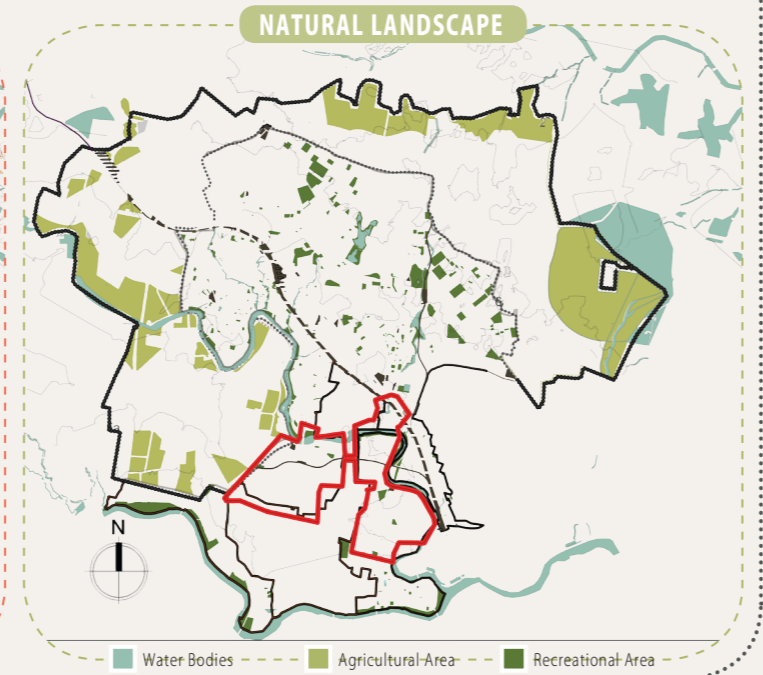 NATURAL LANDSCAPE
N
Water Bodies
Agricultural Area
Recreational Area